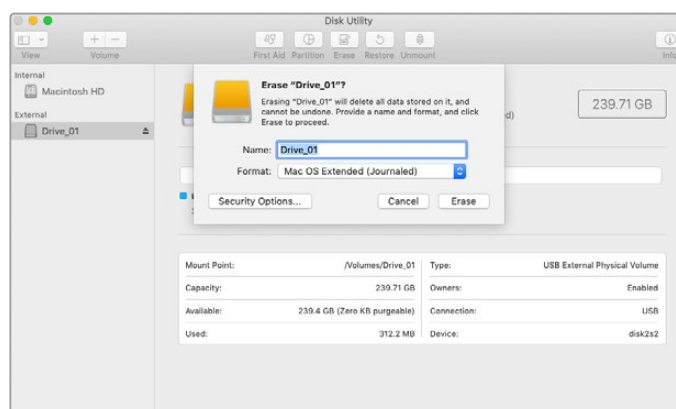 Disk Utility
View
Volume
First Aid
Partition
Erase
Restore
Unmount
Info
Internal
Macintosh HD
External
Drive_01
Erase “Drive_01”?
Erasing “Drive_01” will delete all data stored on it, and
cannot be undone. Provide a name and format, and click
Erase to proceed.
Name: Drive_01
Format: Mac OS Extended (Journaled)
Security Options...
Cancel
Erase
239.71 GB
Mount Point: /Volumes/Drive_01
Type: USB External Physical Volume
Capacity: 239.71 GB
Owners: Enabled
Available: 239.4 GB (Zero KB purgeable)
Connection: USB
Used: 312.2 MB
Device: disk2s2